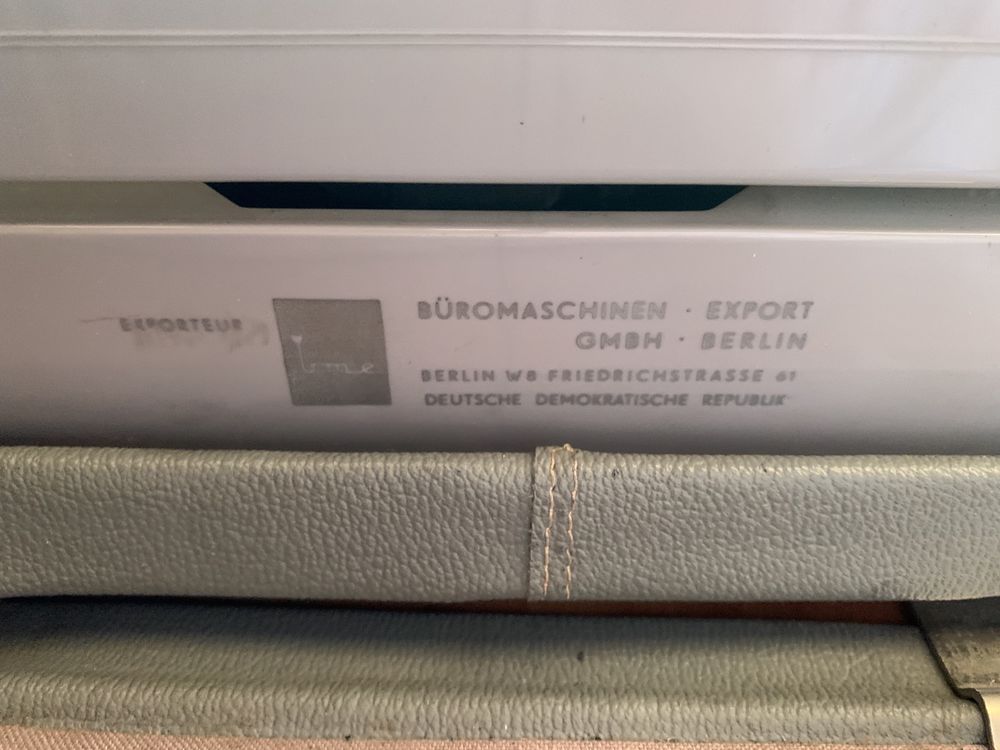 EXPORTEUR
BÜROMASCHINEN · EXPORT
GMBH · BERLIN
BERLIN W8 FRIEDRICHSTRASSE 61
DEUTSCHE DEMOKRATISCHE REPUBLIK